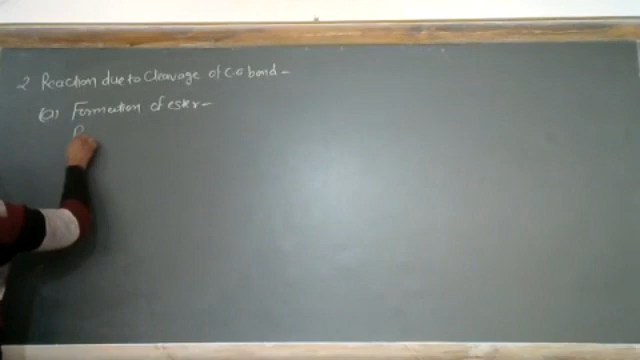 2 Reaction due to Cleavage of C-O bond -
(a) Formation of ester -
R